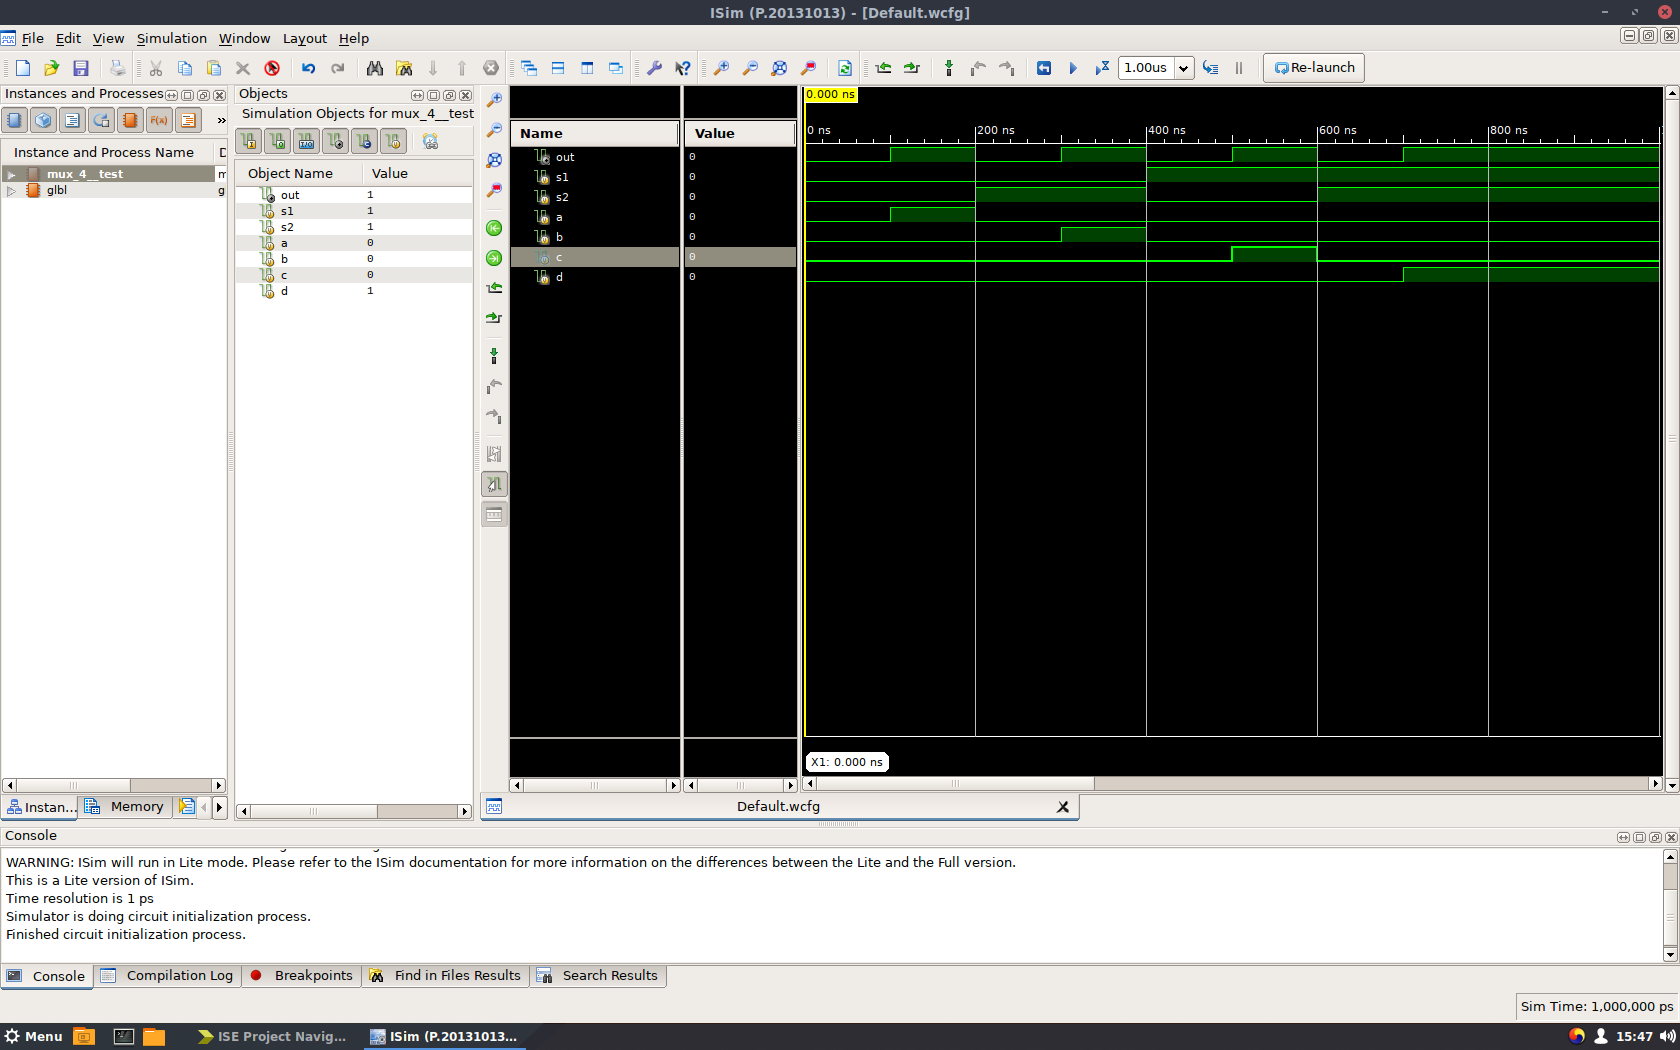 ISim (P.20131013) - [Default.wcfg]
File Edit View Simulation Window Layout Help
1.00us Re-launch
Instances and Processes
Instance and Process Name D
mux_4__test m
glbl g
Instan... Memory
Objects
Simulation Objects for mux_4__test
Object Name Value
out 1
s1 1
s2 1
a 0
b 0
c 0
d 1
Name Value
out 0
s1 0
s2 0
a 0
b 0
c 0
d 0
0.000 ns
0 ns 200 ns 400 ns 600 ns 800 ns
X1: 0.000 ns
Default.wcfg
Console
WARNING: ISim will run in Lite mode. Please refer to the ISim documentation for more information on the differences between the Lite and the Full version.
This is a Lite version of ISim.
Time resolution is 1 ps
Simulator is doing circuit initialization process.
Finished circuit initialization process.
Console Compilation Log Breakpoints Find in Files Results Search Results
Sim Time: 1,000,000 ps
Menu ISE Project Navig... ISim (P.20131013... 15:47